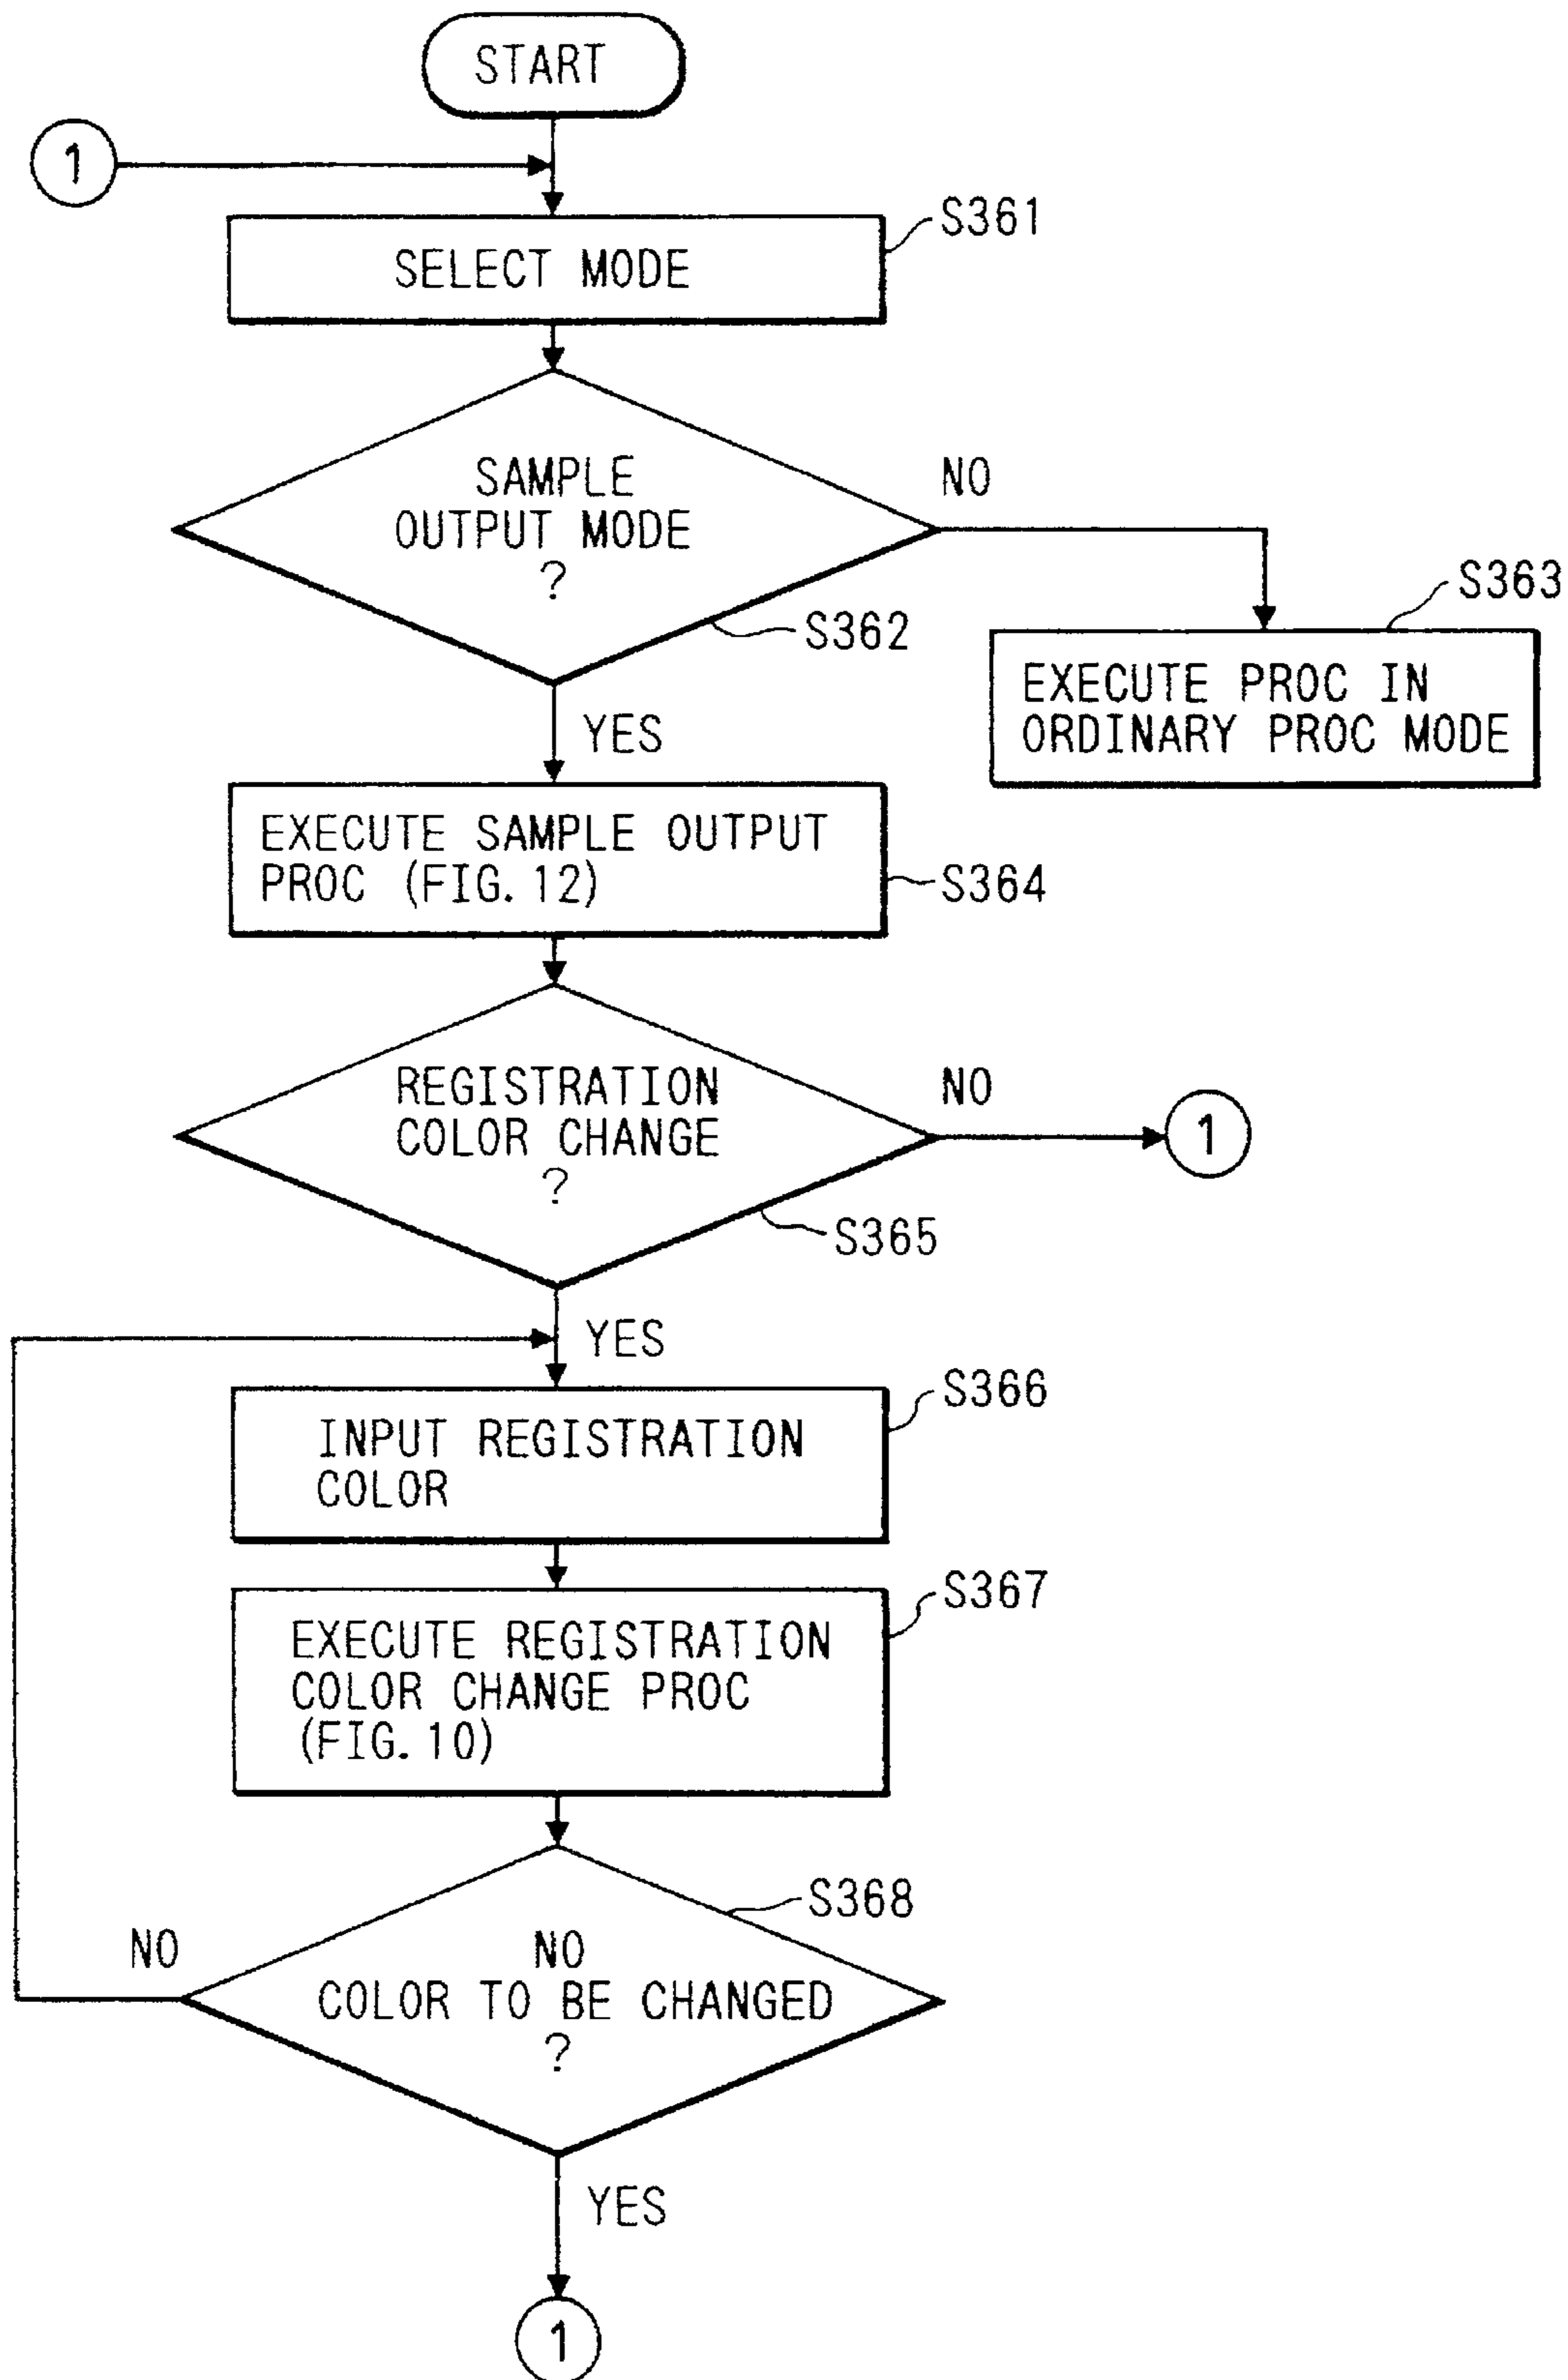 START
1
S361
SELECT MODE
SAMPLE
OUTPUT MODE
?
NO
S362
S363
EXECUTE PROC IN
ORDINARY PROC MODE
YES
EXECUTE SAMPLE OUTPUT
PROC (FIG. 12)
S364
REGISTRATION
COLOR CHANGE
?
NO
1
S365
YES
S366
INPUT REGISTRATION
COLOR
S367
EXECUTE REGISTRATION
COLOR CHANGE PROC
(FIG. 10)
S368
NO
NO
COLOR TO BE CHANGED
?
YES
1